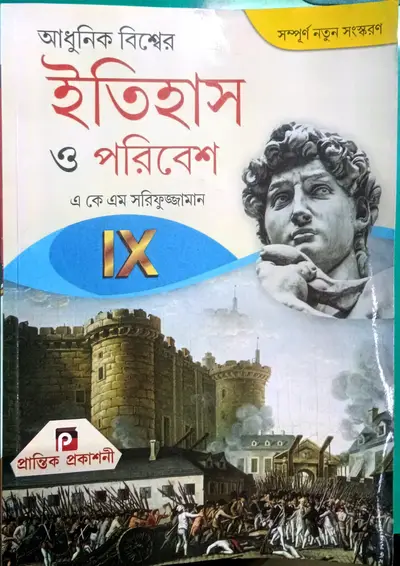 সম্পূর্ণ নতুন সংস্করণ
আধুনিক বিশ্বের
ইতিহাস
ও পরিবেশ
এ কে এম সরিফুজ্জামান
IX
P
প্রান্তিক প্রকাশনী